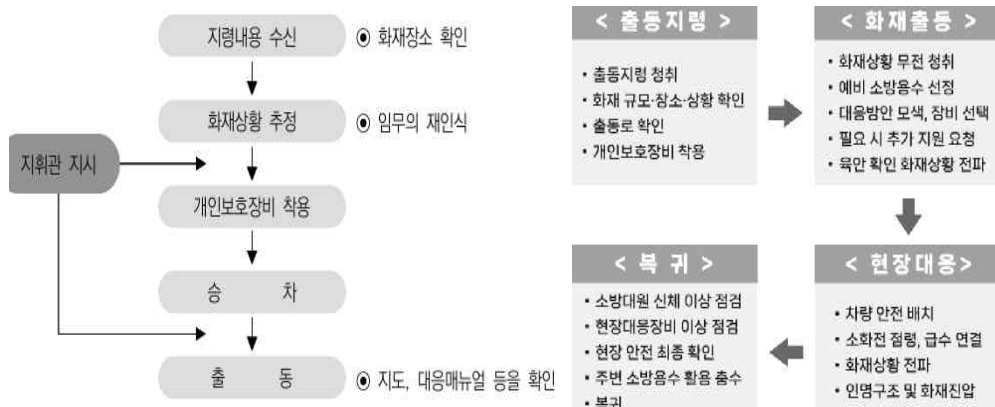 지령내용 수신
◉ 화재장소 확인
화재상황 추정
◉ 임무의 재인식
지휘관 지시
개인보호장비 착용
승 차
출 동
◉ 지도, 대응매뉴얼 등을 확인
< 출동지령 >
• 출동지령 청취
• 화재 규모·장소·상황 확인
• 출동로 확인
• 개인보호장비 착용
< 화재출동 >
• 화재상황 무전 청취
• 예비 소방용수 선정
• 대응방안 모색, 장비 선택
• 필요 시 추가 지원 요청
• 육안 확인 화재상황 전파
< 현장대응>
• 차량 안전 배치
• 소화전 점령, 급수 연결
• 화재상황 전파
• 인명구조 및 화재진압
< 복 귀 >
• 소방대원 신체 이상 점검
• 현장대응장비 이상 점검
• 현장 안전 최종 확인
• 주변 소방용수 활용 충수
• 복귀